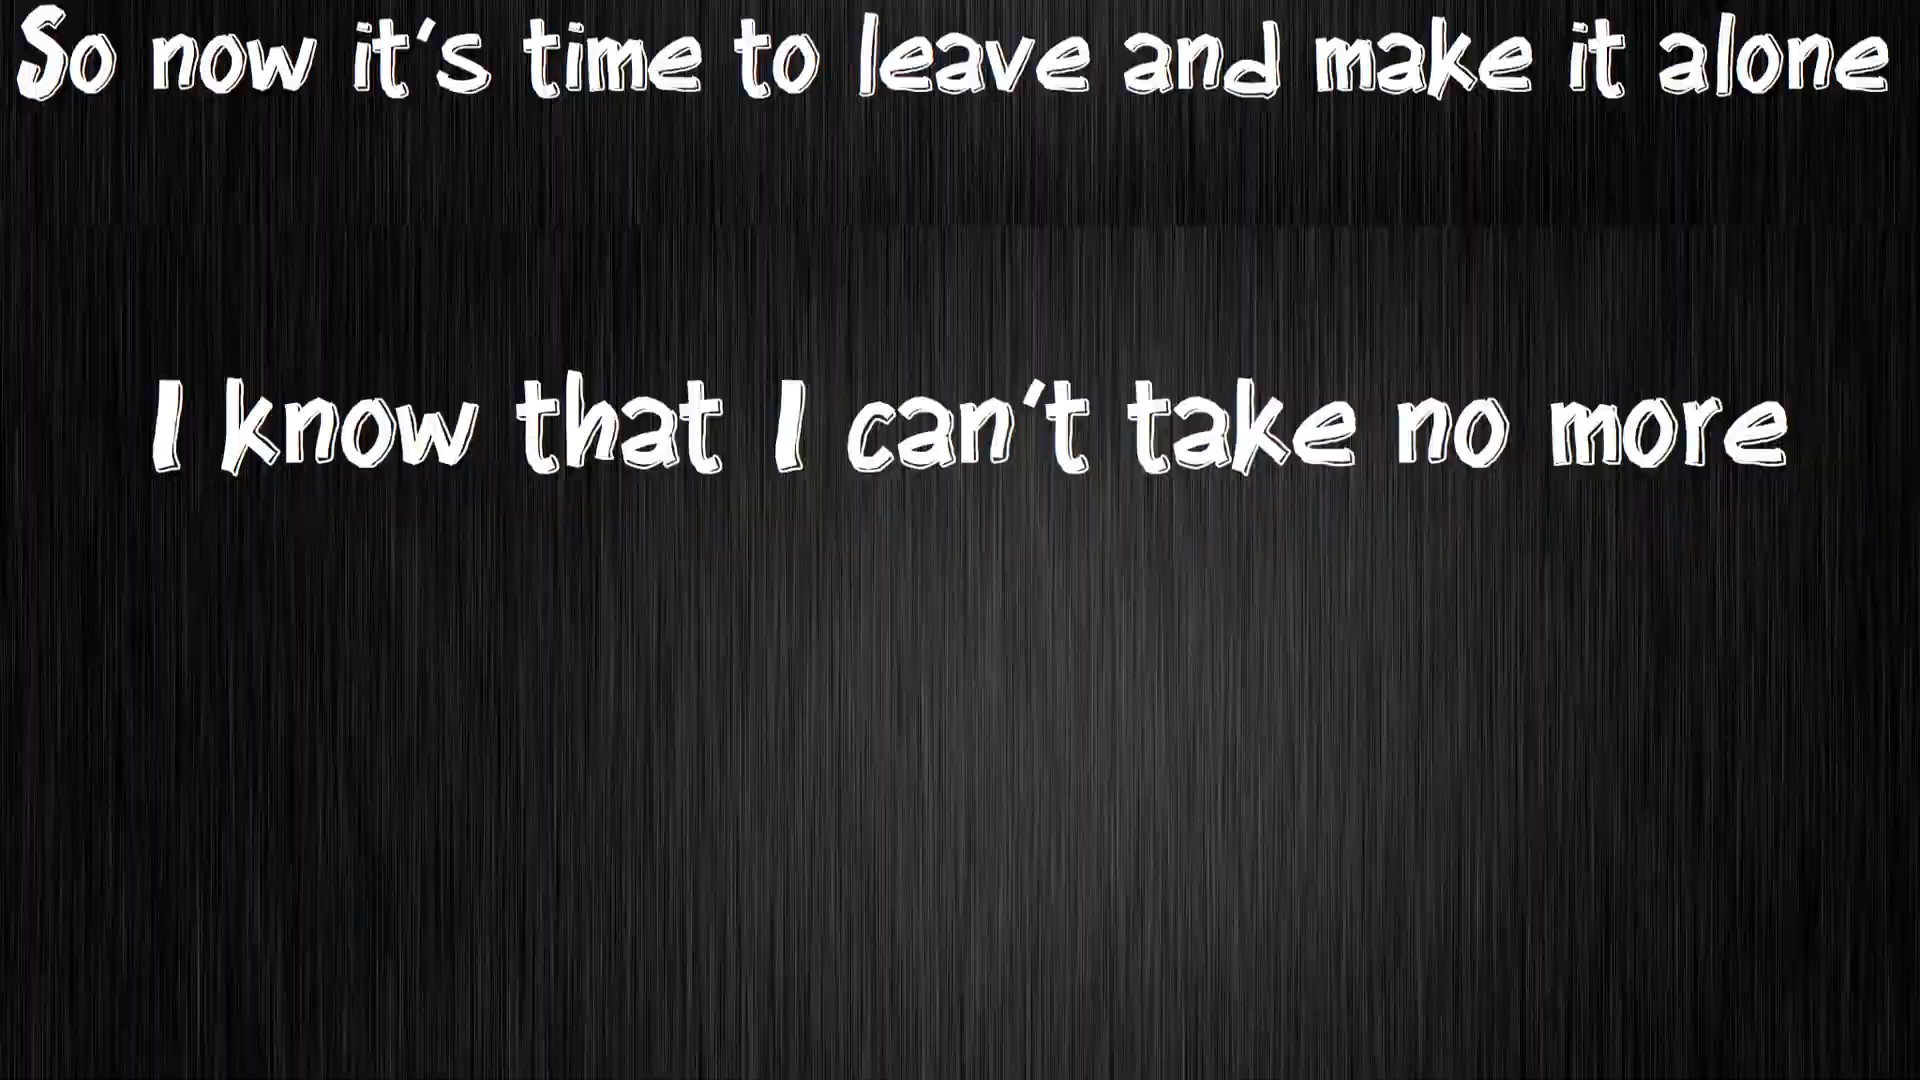 So now it's time to leave and make it alone
I know that I can't take no more